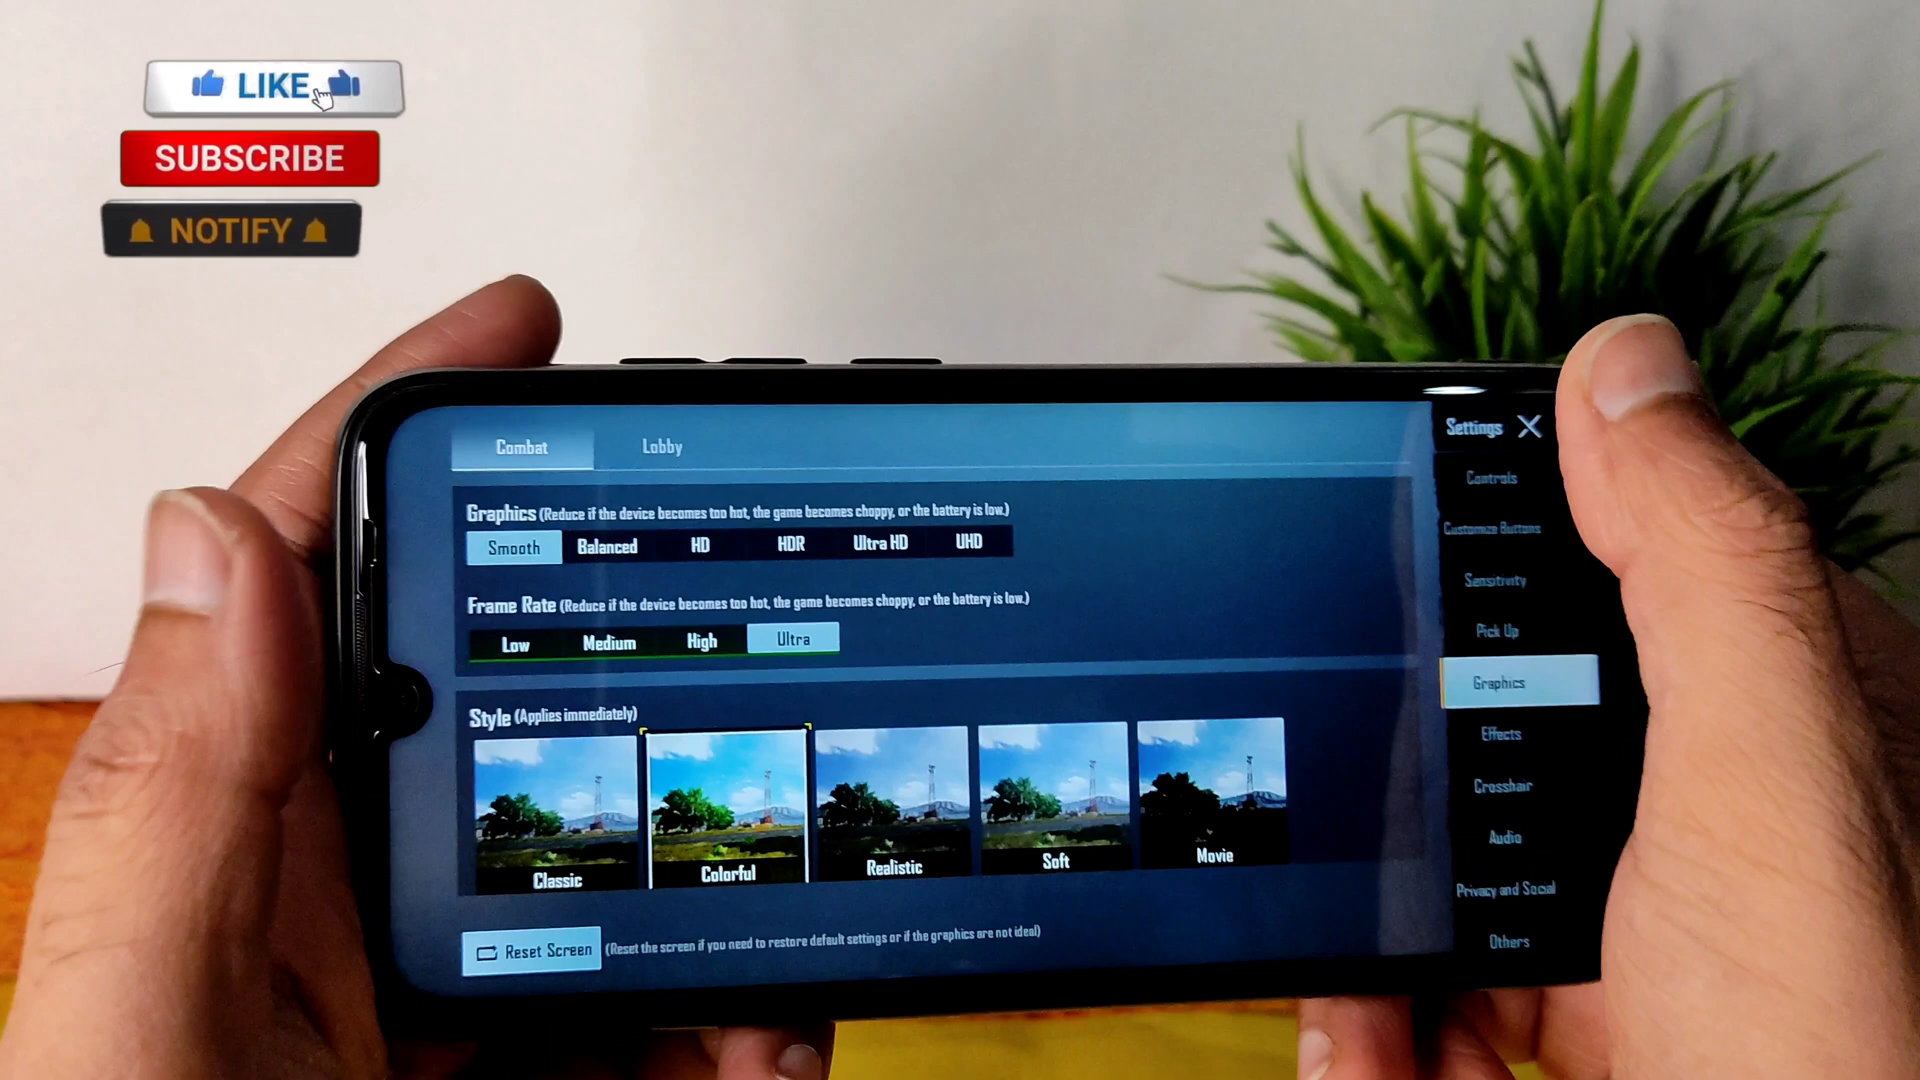 LIKE
SUBSCRIBE
NOTIFY
Combat Lobby
Settings
Graphics (Reduce if the device becomes too hot, the game becomes choppy, or the battery is low.)
Smooth Balanced HD HDR Ultra HD UHD
Frame Rate (Reduce if the device becomes too hot, the game becomes choppy, or the battery is low.)
Low Medium High Ultra
Style (Applies immediately)
Classic Colorful Realistic Soft Movie
Reset Screen (Reset the screen if you need to restore default settings or if the graphics are not ideal)
Controls
Customize Buttons
Sensitivity
Pick Up
Graphics
Effects
Crosshair
Audio
Privacy and Social
Others